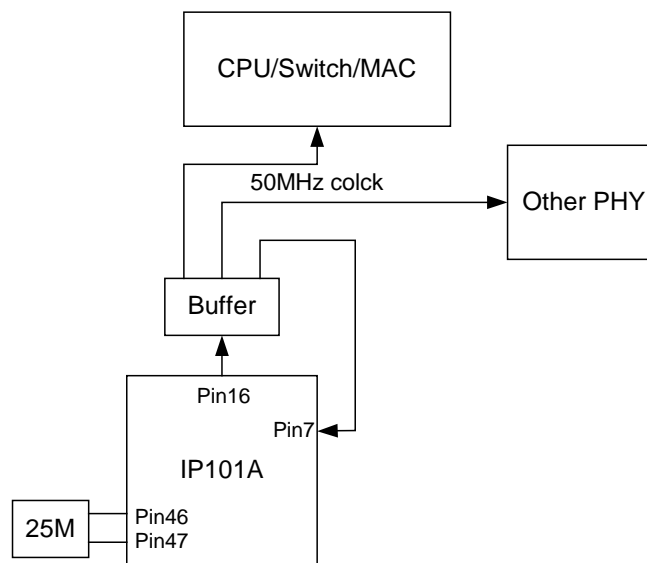 CPU/Switch/MAC
50MHz colck
Other PHY
Buffer
Pin16
Pin7
IP101A
25M
Pin46
Pin47